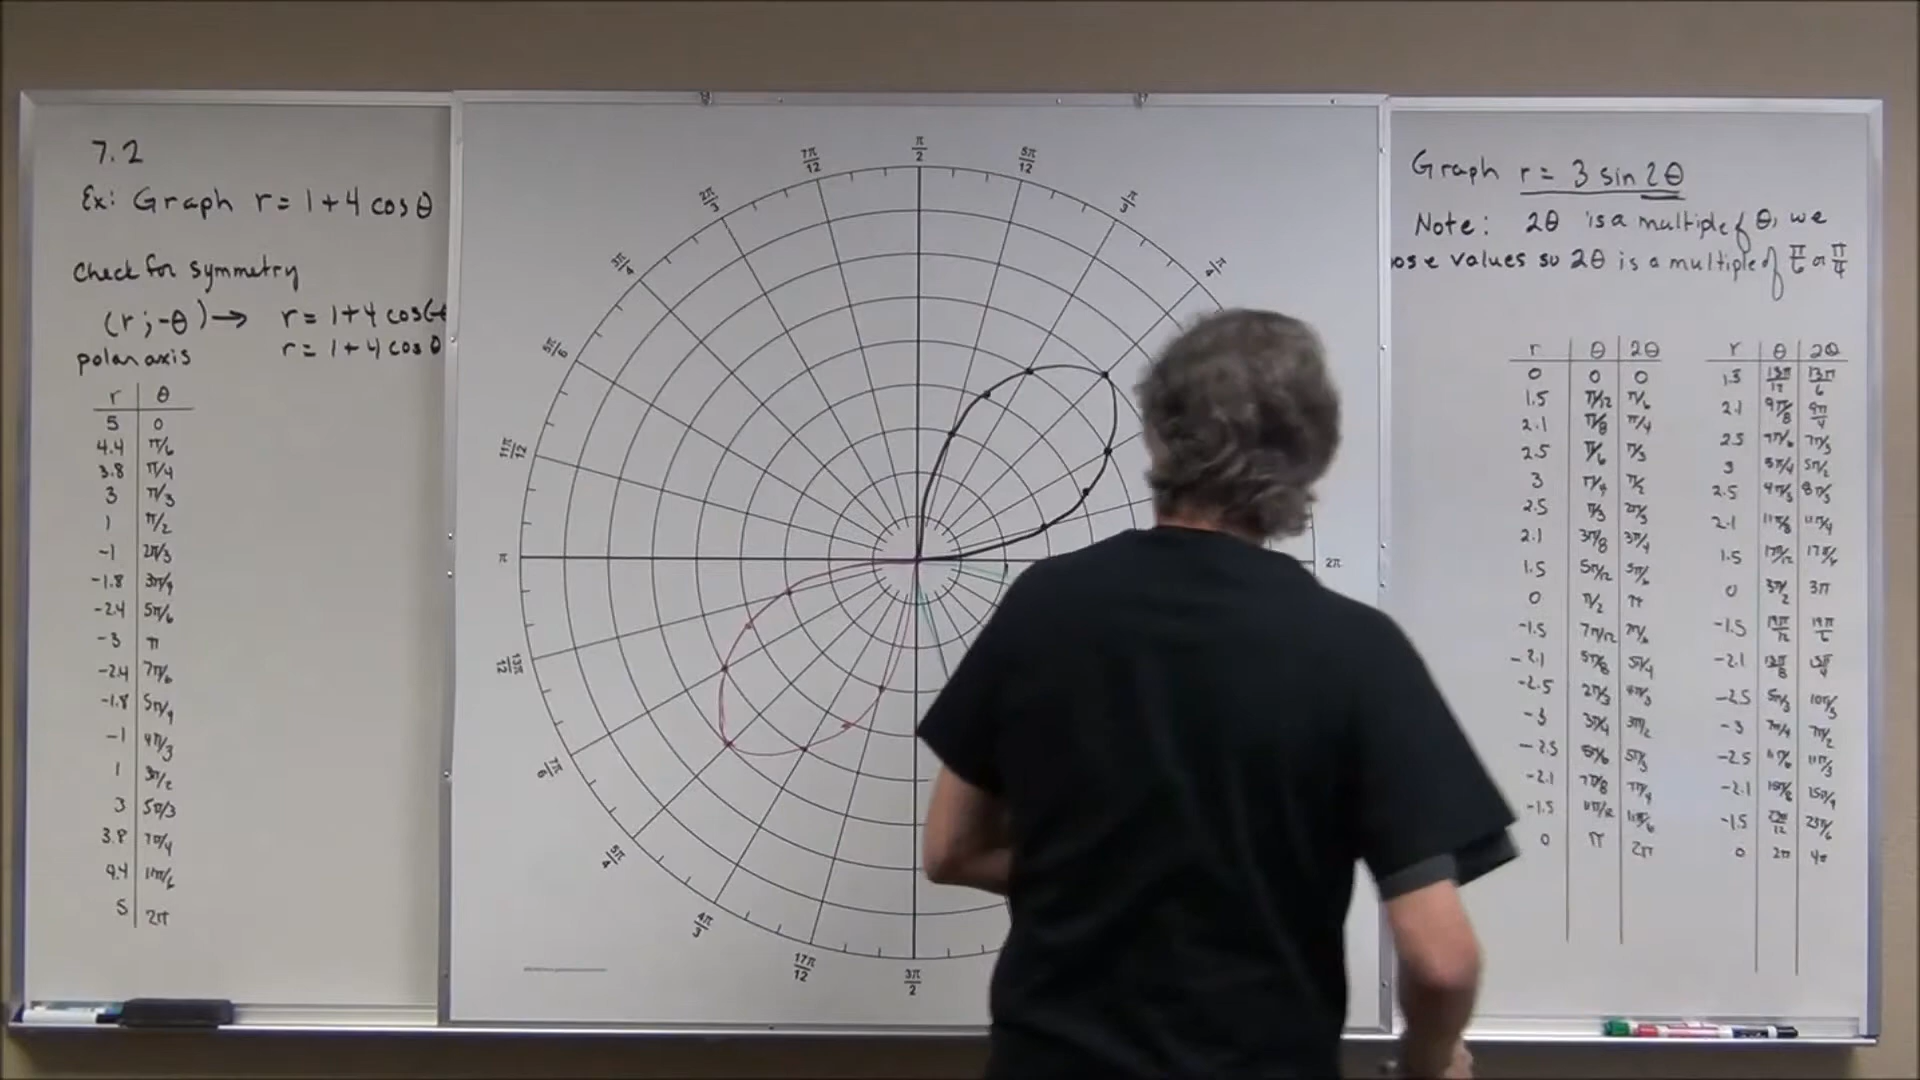 7.2
Ex: Graph r = 1 + 4 cos θ
Check for symmetry
(r ; -θ) → r = 1 + 4 cos(-θ
polar axis r = 1 + 4 cos θ
r θ
5 0
4.4 π/6
3.8 π/4
3 π/3
1 π/2
-1 2π/3
-1.8 3π/4
-2.4 5π/6
-3 π
-2.4 7π/6
-1.8 5π/4
-1 4π/3
1 3π/2
3 5π/3
3.8 7π/4
4.4 11π/6
5 2π
π/2
7π/12
5π/12
2π/3
π/3
3π/4
π/4
5π/6
11π/12
π
2π
13π/12
7π/6
5π/4
4π/3
17π/12
3π/2
Graph r = 3 sin 2θ
Note: 2θ is a multiple of θ, we
ose values so 2θ is a multiple of π/6 or π/4
r θ 2θ
0 0 0
1.5 π/12 π/6
2.1 π/8 π/4
2.5 π/6 π/3
3 π/4 π/2
2.5 π/3 2π/3
2.1 3π/8 3π/4
1.5 5π/12 5π/6
0 π/2 π
-1.5 7π/12 7π/6
-2.1 5π/8 5π/4
-2.5 2π/3 4π/3
-3 3π/4 3π/2
-2.5 5π/6 5π/3
-2.1 7π/8 7π/4
-1.5 11π/12 11π/6
0 π 2π
r θ 2θ
1.5 13π/12 13π/6
2.1 9π/8 9π/4
2.5 7π/6 7π/3
3 5π/4 5π/2
2.5 4π/3 8π/3
2.1 11π/8 11π/4
1.5 17π/12 17π/6
0 3π/2 3π
-1.5 19π/12 19π/6
-2.1 13π/8 13π/4
-2.5 5π/3 10π/3
-3 7π/4 7π/2
-2.5 11π/6 11π/3
-2.1 15π/8 15π/4
-1.5 23π/12 23π/6
0 2π 4π